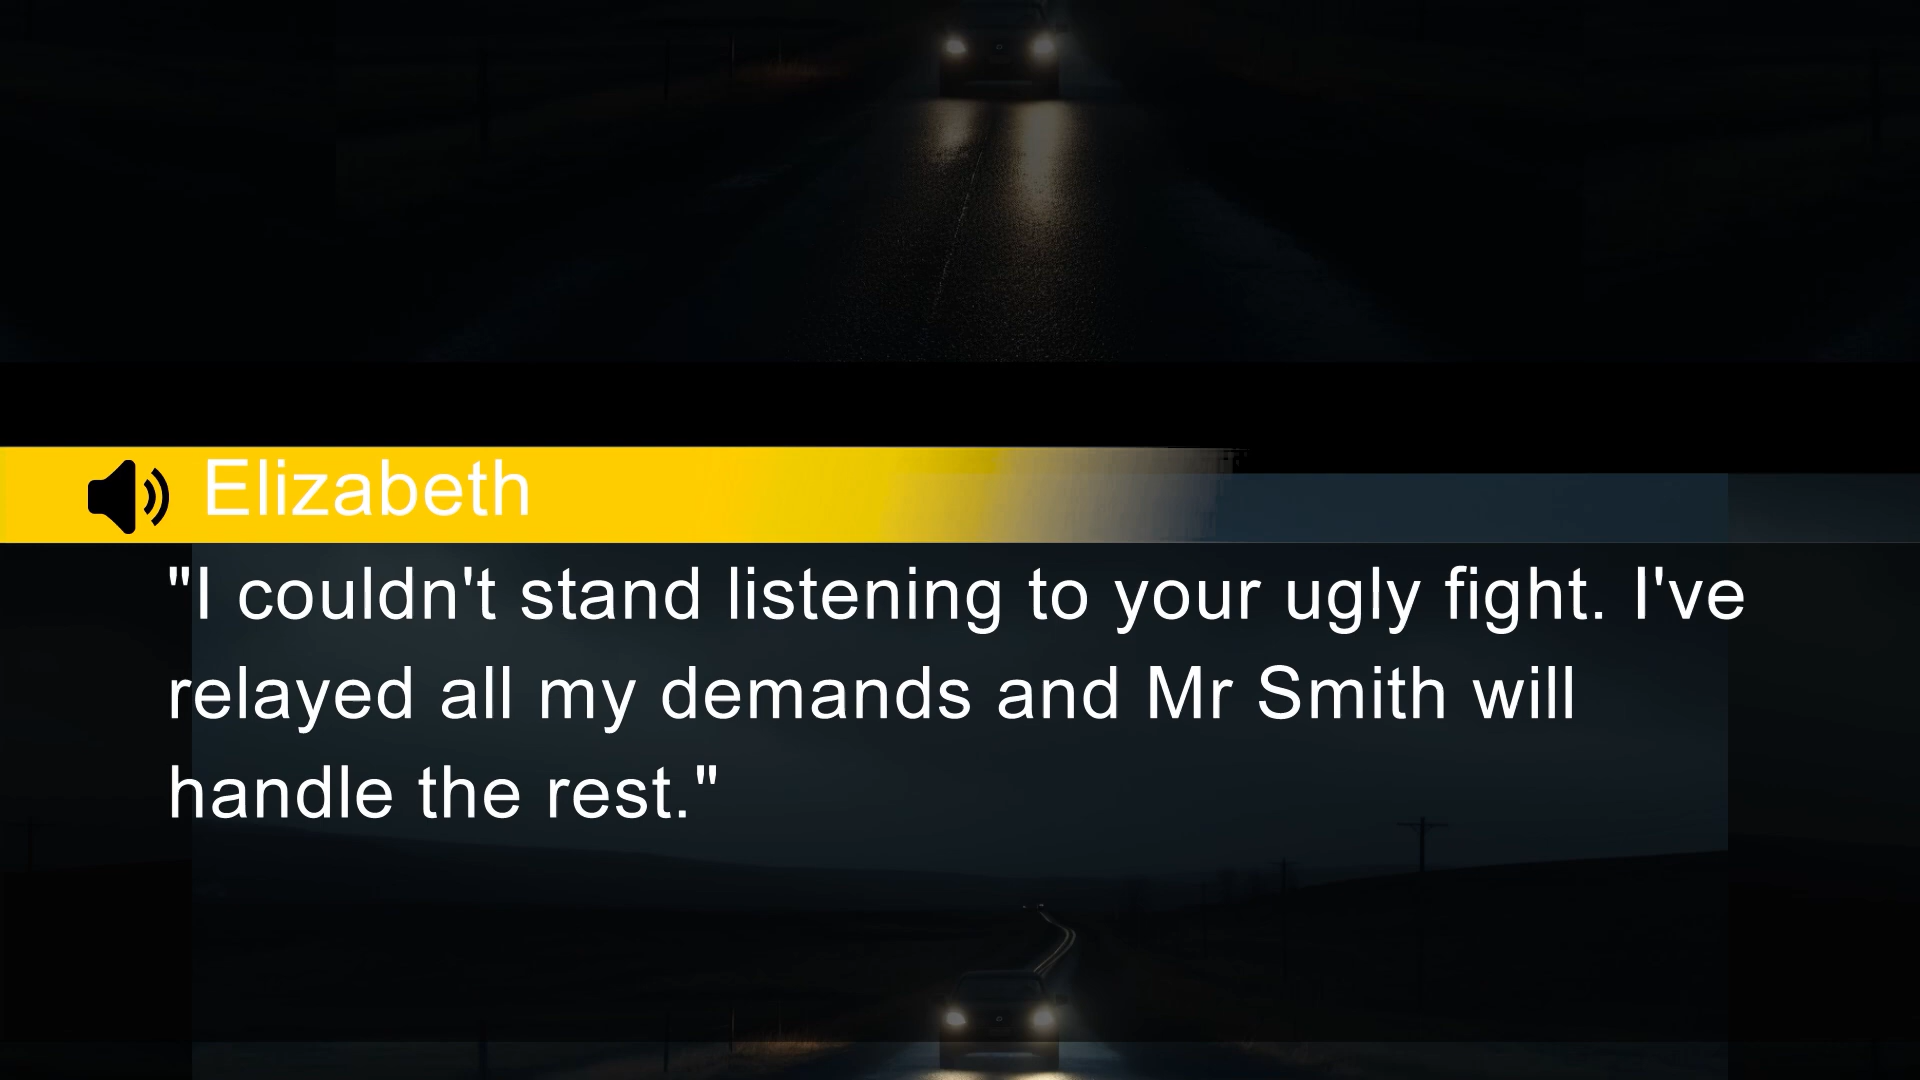 Elizabeth
"I couldn't stand listening to your ugly fight. I've
relayed all my demands and Mr Smith will
handle the rest."